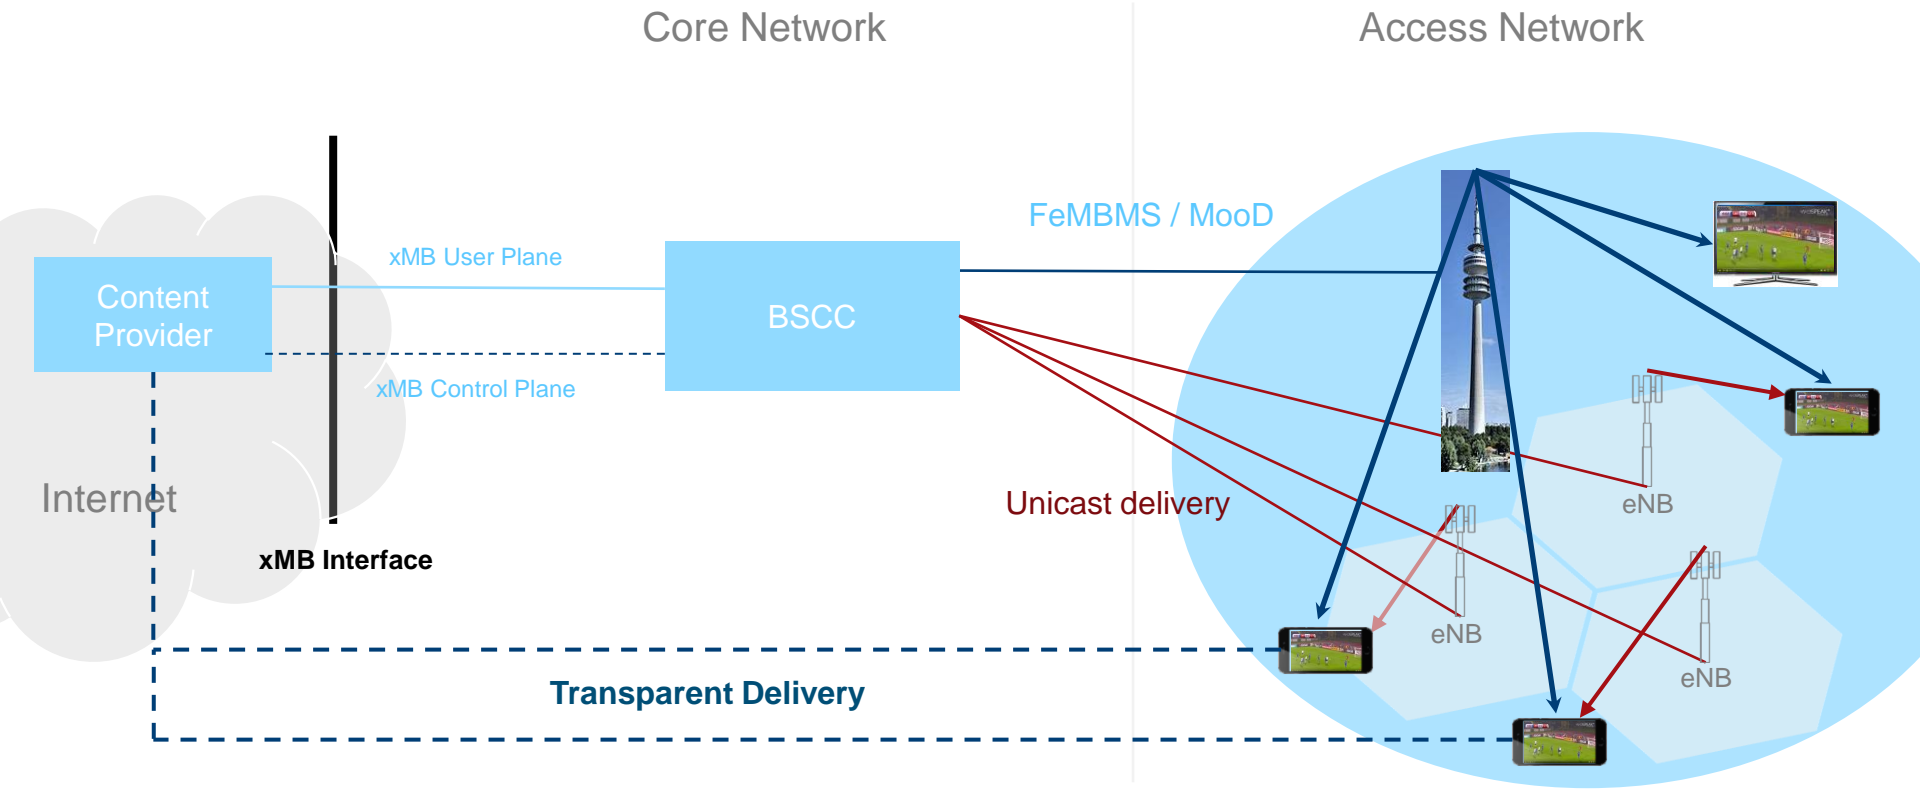 Core Network
Access Network
FeMBMS / MooD
xMB User Plane
Content
Provider
BSCC
xMB Control Plane
Internet
Unicast delivery
eNB
xMB Interface
eNB
eNB
Transparent Delivery